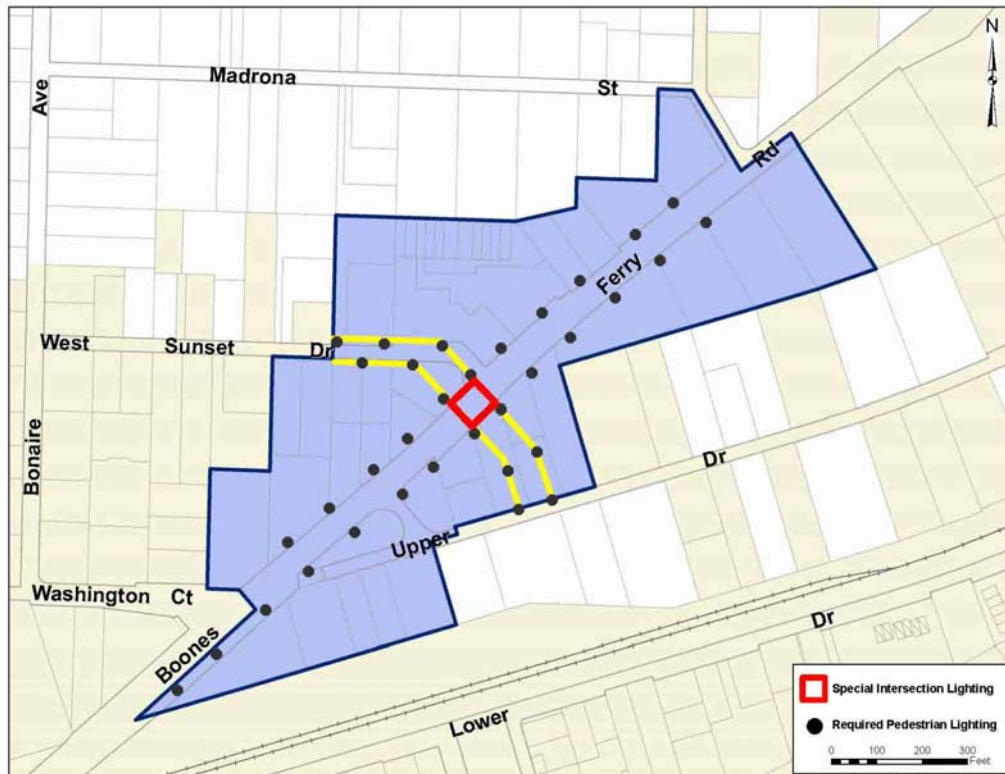 N
Madrona St
Ave
Rd
Ferry
West Sunset Dr
Bonaire
Dr
Upper
Washington Ct
Boones
Dr
Lower
Special Intersection Lighting
Required Pedestrian Lighting
0 100 200 300
Feet